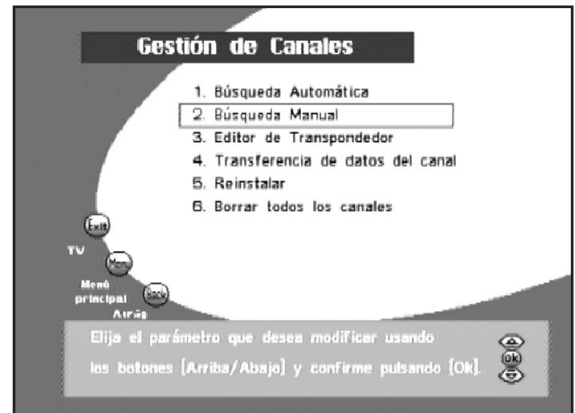 Gestión de Canales
1. Búsqueda Automática
2. Búsqueda Manual
3. Editor de Transpondedor
4. Transferencia de datos del canal
5. Reinstalar
6. Borrar todos los canales
Exit
TV
Menu
Menú
principal
Back
Atrás
Elija el parámetro que desea modificar usando
los botones [Arriba/Abajo] y confirme pulsando [Ok].
Ok